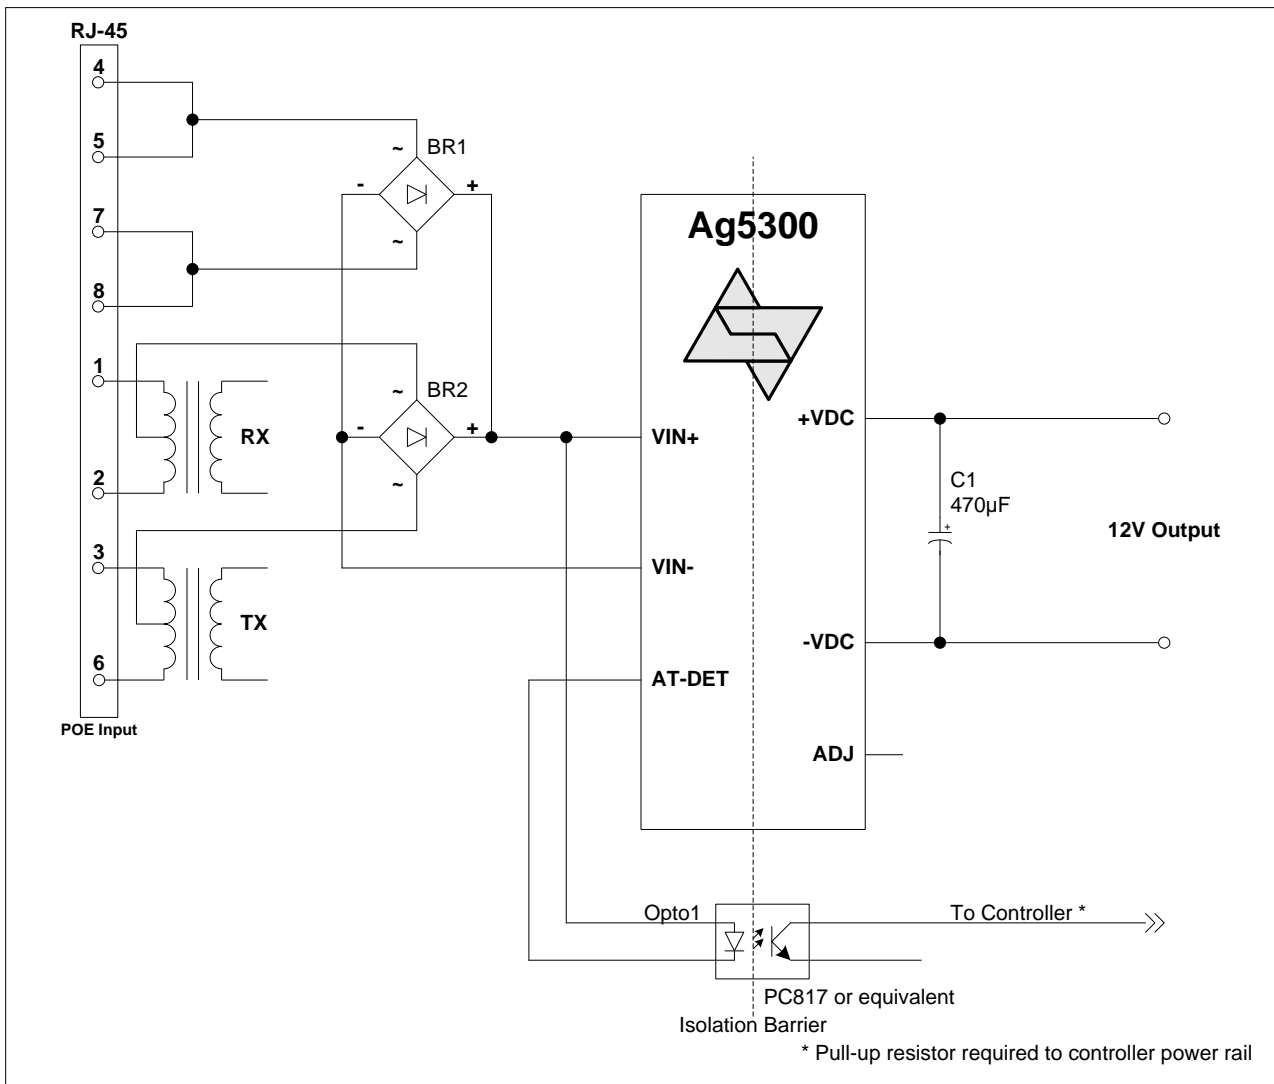 RJ-45
4
5
7
8
1
2
3
6
POE Input
RX
TX
~
BR1
-
+
~
~
BR2
-
+
~
Ag5300
VIN+
VIN-
AT-DET
+VDC
-VDC
ADJ
C1
470µF
+
12V Output
Opto1
To Controller *
PC817 or equivalent
Isolation Barrier
* Pull-up resistor required to controller power rail